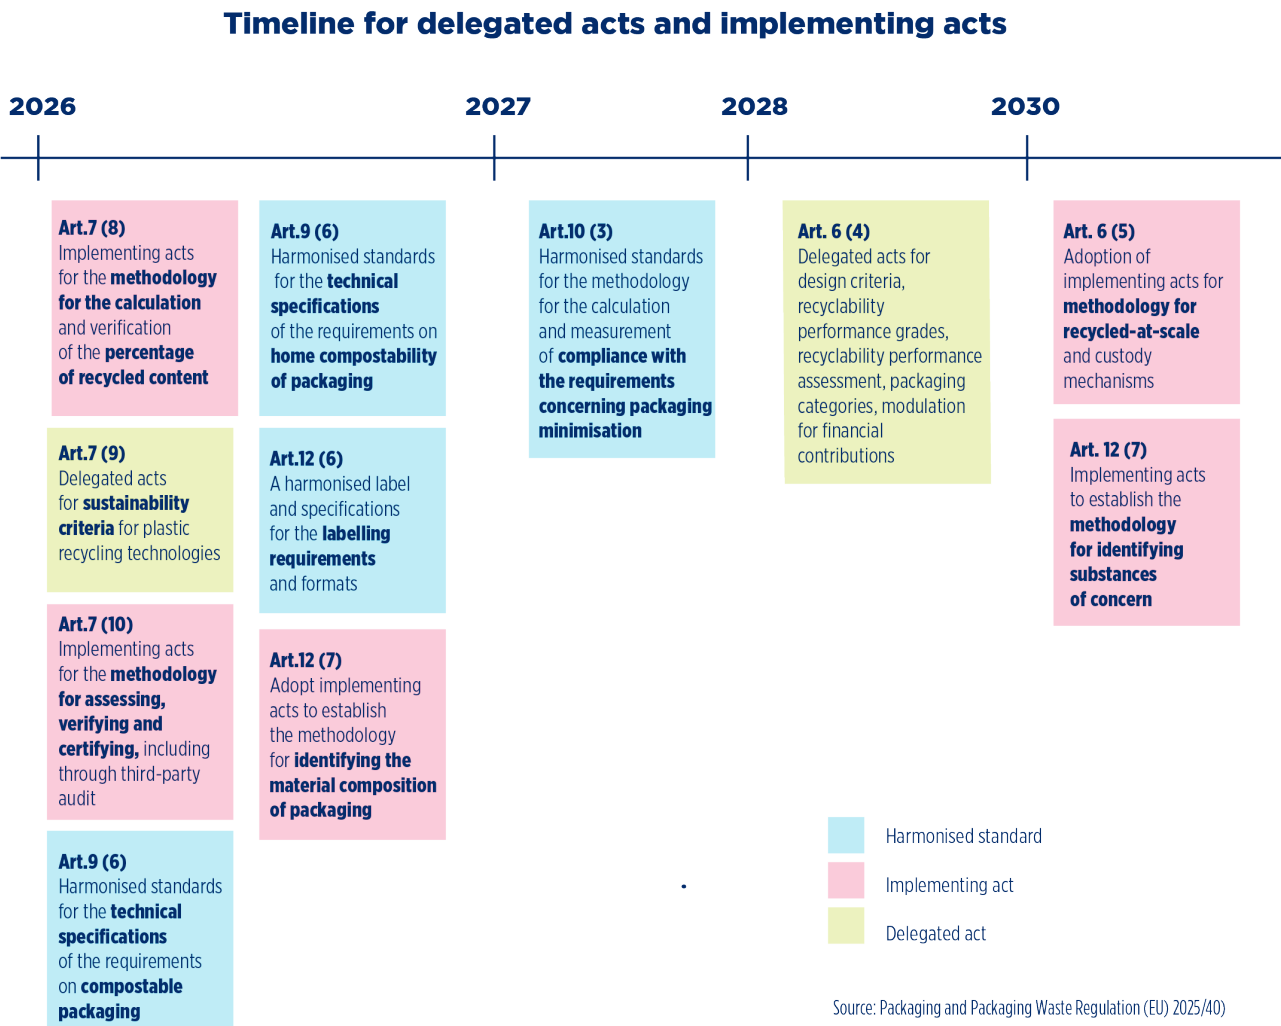 Timeline for delegated acts and implementing acts
2026
2027
2028
2030
Art.7 (8)
Implementing acts
for the methodology
for the calculation
and verification
of the percentage
of recycled content
Art.7 (9)
Delegated acts
for sustainability
criteria for plastic
recycling technologies
Art.7 (10)
Implementing acts
for the methodology
for assessing,
verifying and
certifying, including
through third-party
audit
Art.9 (6)
Harmonised standards
for the technical
specifications
of the requirements
on compostable
packaging
Art.9 (6)
Harmonised standards
for the technical
specifications
of the requirements on
home compostability
of packaging
Art.12 (6)
A harmonised label
and specifications
for the labelling
requirements
and formats
Art.12 (7)
Adopt implementing
acts to establish
the methodology
for identifying the
material composition
of packaging
Art.10 (3)
Harmonised standards
for the methodology
for the calculation
and measurement
of compliance with
the requirements
concerning packaging
minimisation
Art. 6 (4)
Delegated acts for
design criteria,
recyclability
performance grades,
recyclability performance
assessment, packaging
categories, modulation
for financial
contributions
Art. 6 (5)
Adoption of
implementing acts for
methodology for
recycled-at-scale
and custody
mechanisms
Art. 12 (7)
Implementing acts
to establish the
methodology
for identifying
substances
of concern
Harmonised standard
Implementing act
Delegated act
Source: Packaging and Packaging Waste Regulation (EU) 2025/40)